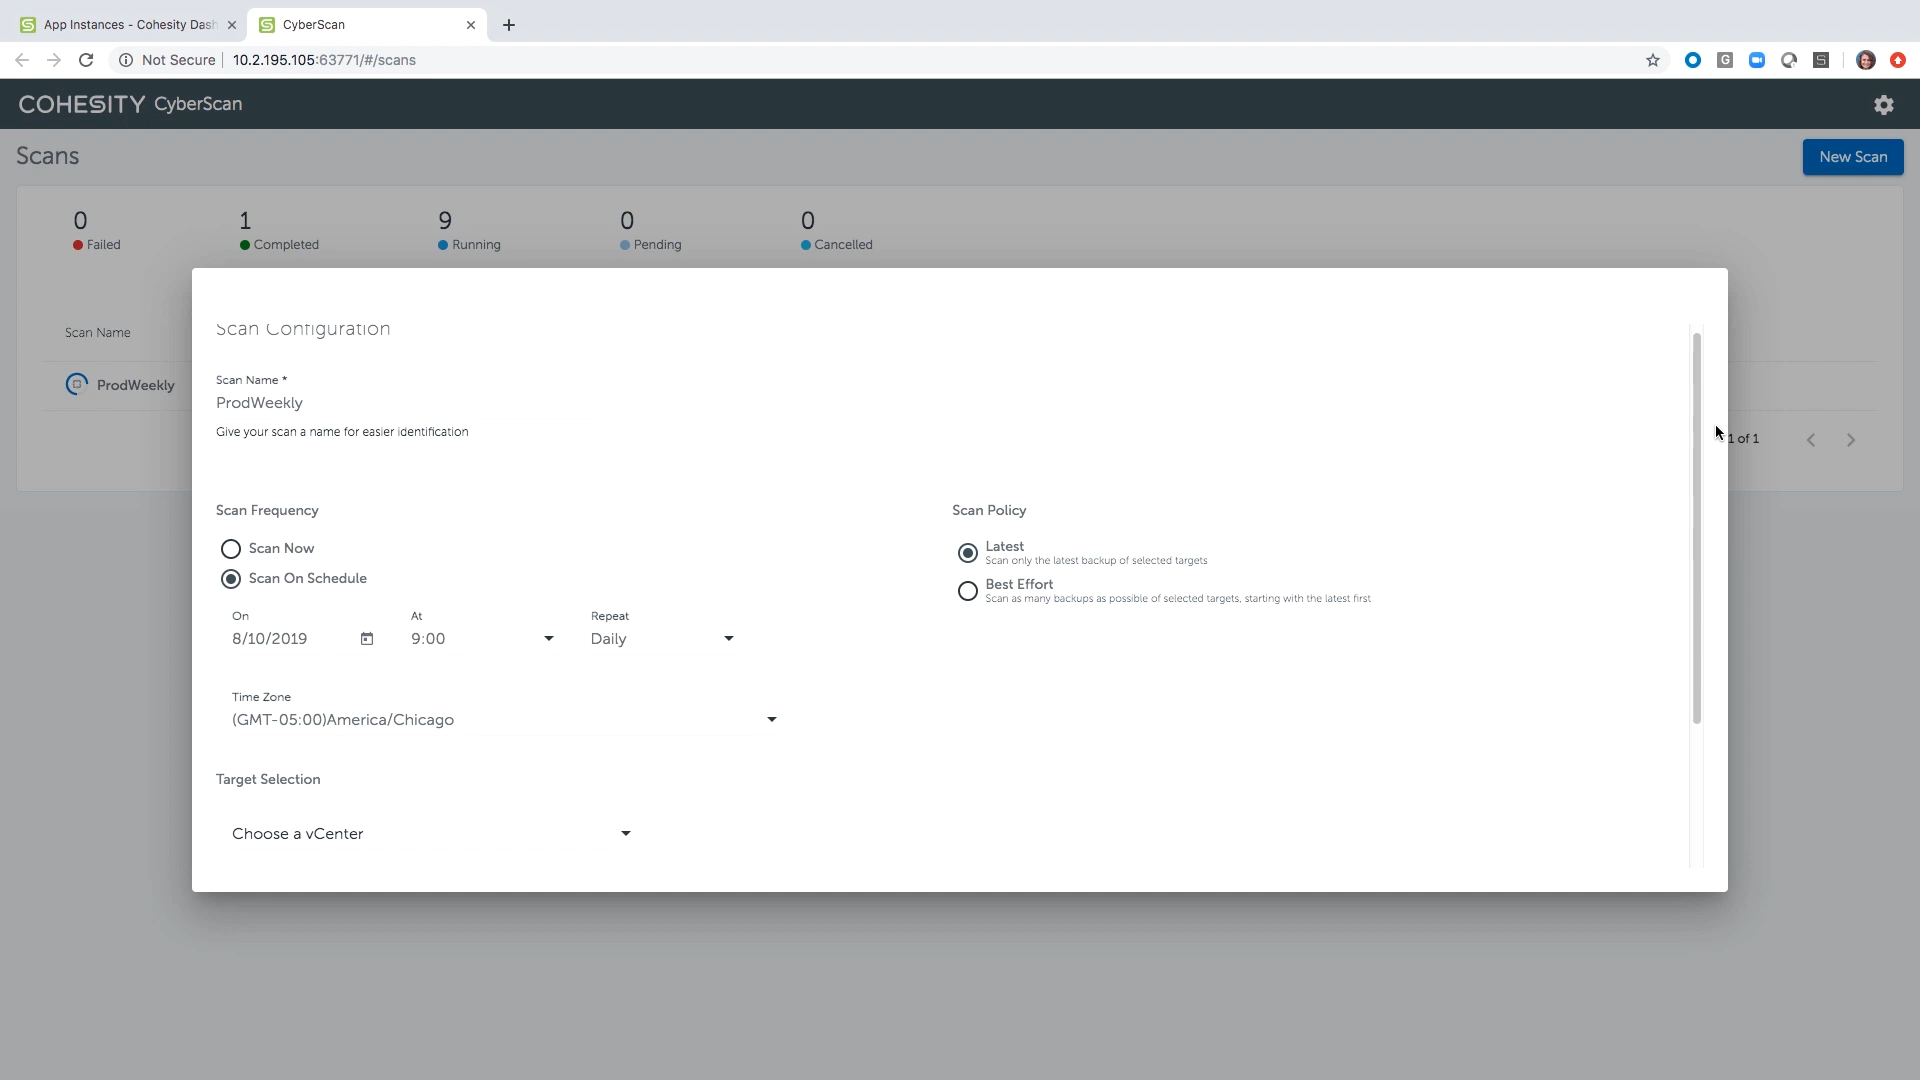 App Instances - Cohesity Dash
CyberScan
Not Secure
10.2.195.105:63771/#/scans
COHESITY CyberScan
Scans
New Scan
0
Failed
1
Completed
9
Running
0
Pending
0
Cancelled
Scan Name
ProdWeekly
1 of 1
Scan Configuration
Scan Name *
ProdWeekly
Give your scan a name for easier identification
Scan Frequency
Scan Now
Scan On Schedule
On
8/10/2019
At
9:00
Repeat
Daily
Time Zone
(GMT-05:00)America/Chicago
Scan Policy
Latest
Scan only the latest backup of selected targets
Best Effort
Scan as many backups as possible of selected targets, starting with the latest first
Target Selection
Choose a vCenter